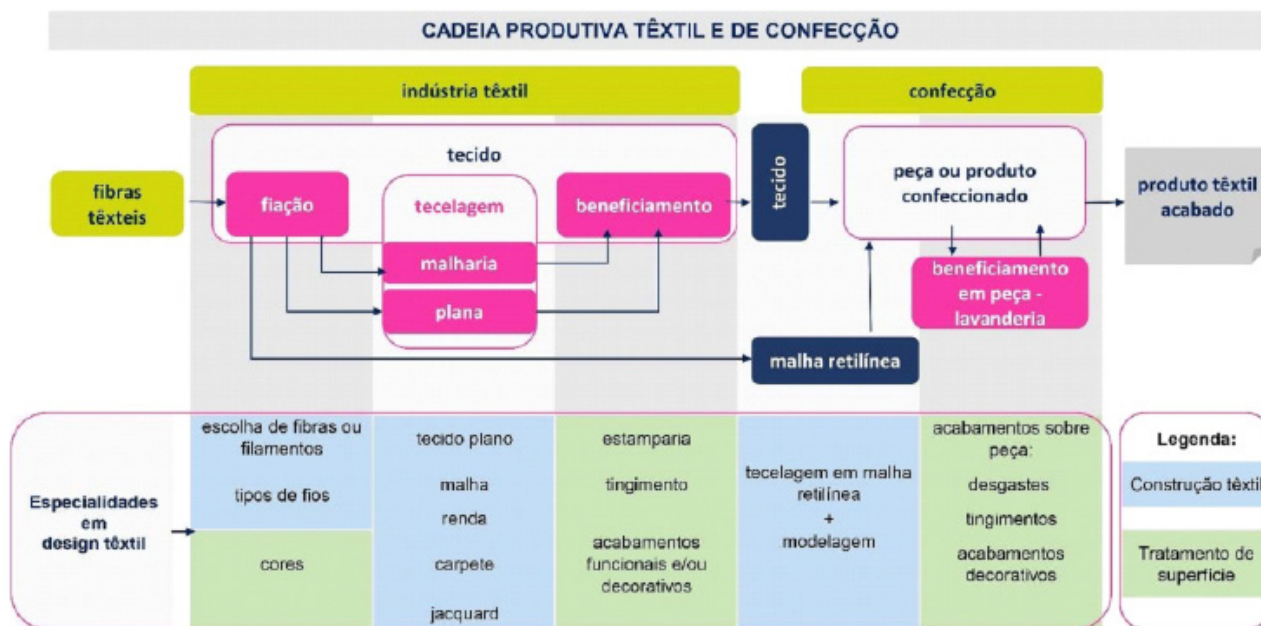 CADEIA PRODUTIVA TÊXTIL E DE CONFECÇÃO
indústria têxtil
confecção
tecido
fibras
têxteis
fiação
tecelagem
beneficiamento
malharia
plana
tecido
peça ou produto
confeccionado
produto têxtil
acabado
beneficiamento
em peça -
lavanderia
malha retilínea
Especialidades
em
design têxtil
escolha de fibras ou
filamentos
tipos de fios
cores
tecido plano
malha
renda
carpete
jacquard
estamparia
tingimento
acabamentos
funcionais e/ou
decorativos
tecelagem em malha
retilínea
+
modelagem
acabamentos sobre
peça:
desgastes
tingimentos
acabamentos
decorativos
Legenda:
Construção têxtil
Tratamento de
superfície